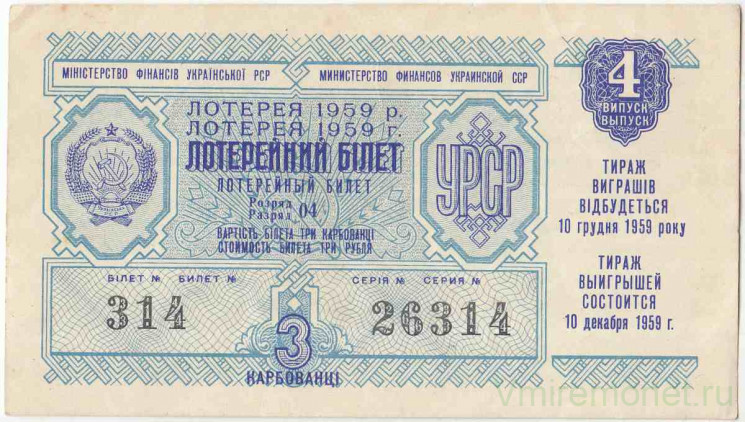 МІНІСТЕРСТВО ФІНАНСІВ УКРАЇНСЬКОЇ РСР
МИНИСТЕРСТВО ФИНАНСОВ УКРАИНСКОЙ ССР
ЛОТЕРЕЯ 1959 р.
ЛОТЕРЕЯ 1959 г.
ЛОТЕРЕЙНИЙ БІЛЕТ
ЛОТЕРЕЙНЫЙ БИЛЕТ
Розряд
Разряд 04
ВАРТІСТЬ БІЛЕТА ТРИ КАРБОВАНЦІ
СТОИМОСТЬ БИЛЕТА ТРИ РУБЛЯ
УРСР
БІЛЕТ № БИЛЕТ №
314
СЕРІЯ № СЕРИЯ №
26314
3
КАРБОВАНЦІ
4
ВИПУСК
ВЫПУСК
ТИРАЖ
ВИГРАШІВ
ВІДБУДЕТЬСЯ
10 грудня 1959 року
ТИРАЖ
ВЫИГРЫШЕЙ
СОСТОИТСЯ
10 декабря 1959 г.
vmiremonet.ru